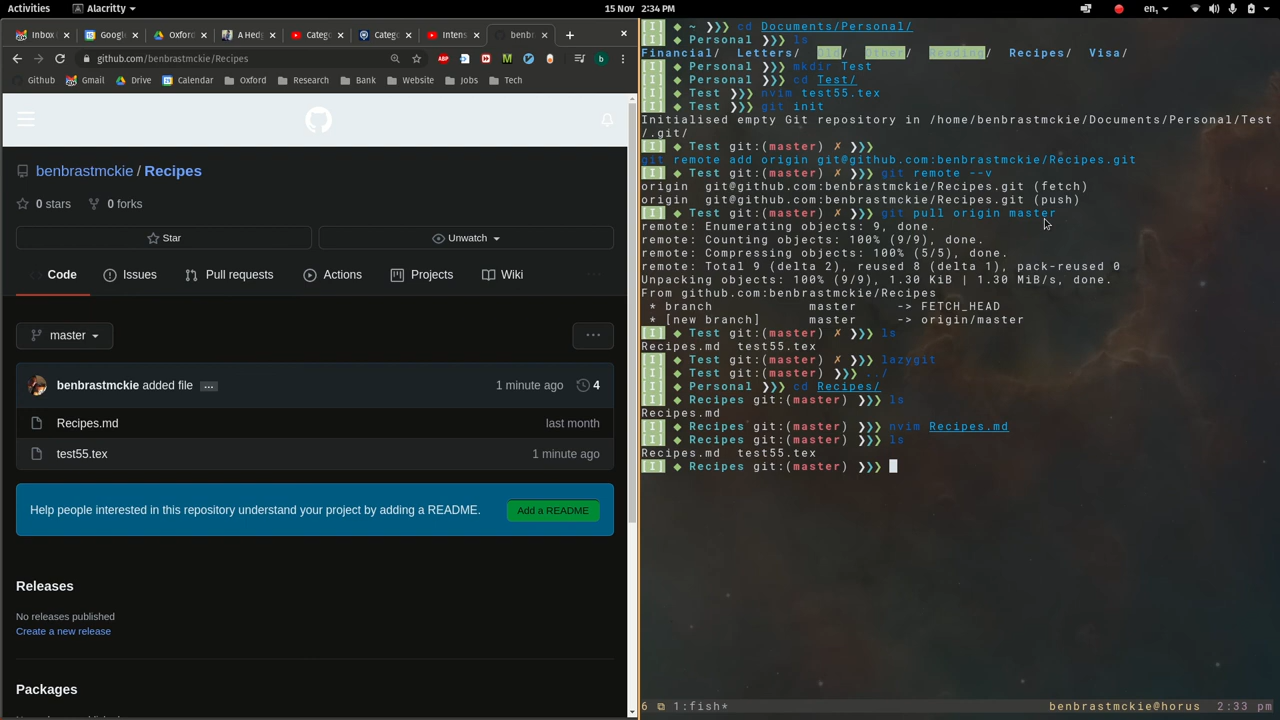 Activities Alacritty 15 Nov 2:34 PM en₁
Inbox Googl Oxford A Hedg Catego Catego Intens benbr
github.com/benbrastmckie/Recipes
Github Gmail Drive Calendar Oxford Research Bank Website Jobs Tech
benbrastmckie / Recipes
0 stars 0 forks
Star Unwatch
Code Issues Pull requests Actions Projects Wiki
master
benbrastmckie added file ... 1 minute ago 4
Recipes.md last month
test55.tex 1 minute ago
Help people interested in this repository understand your project by adding a README. Add a README
Releases
No releases published
Create a new release
Packages
[I] ◆ ~ ❯❯❯ cd Documents/Personal/
[I] ◆ Personal ❯❯❯ ls
Financial/ Letters/ Old/ Other/ Reading/ Recipes/ Visa/
[I] ◆ Personal ❯❯❯ mkdir Test
[I] ◆ Personal ❯❯❯ cd Test/
[I] ◆ Test ❯❯❯ nvim test55.tex
[I] ◆ Test ❯❯❯ git init
Initialised empty Git repository in /home/benbrastmckie/Documents/Personal/Test
/.git/
[I] ◆ Test git:(master) ✗ ❯❯❯
git remote add origin git@github.com:benbrastmckie/Recipes.git
[I] ◆ Test git:(master) ✗ ❯❯❯ git remote --v
origin git@github.com:benbrastmckie/Recipes.git (fetch)
origin git@github.com:benbrastmckie/Recipes.git (push)
[I] ◆ Test git:(master) ✗ ❯❯❯ git pull origin master
remote: Enumerating objects: 9, done.
remote: Counting objects: 100% (9/9), done.
remote: Compressing objects: 100% (5/5), done.
remote: Total 9 (delta 2), reused 8 (delta 1), pack-reused 0
Unpacking objects: 100% (9/9), 1.30 KiB | 1.30 MiB/s, done.
From github.com:benbrastmckie/Recipes
* branch master -> FETCH_HEAD
* [new branch] master -> origin/master
[I] ◆ Test git:(master) ✗ ❯❯❯ ls
Recipes.md test55.tex
[I] ◆ Test git:(master) ✗ ❯❯❯ lazygit
[I] ◆ Test git:(master) ❯❯❯ ../
[I] ◆ Personal ❯❯❯ cd Recipes/
[I] ◆ Recipes git:(master) ❯❯❯ ls
Recipes.md
[I] ◆ Recipes git:(master) ❯❯❯ nvim Recipes.md
[I] ◆ Recipes git:(master) ❯❯❯ ls
Recipes.md test55.tex
[I] ◆ Recipes git:(master) ❯❯❯
6 1:fish* benbrastmckie@horus 2:33 pm